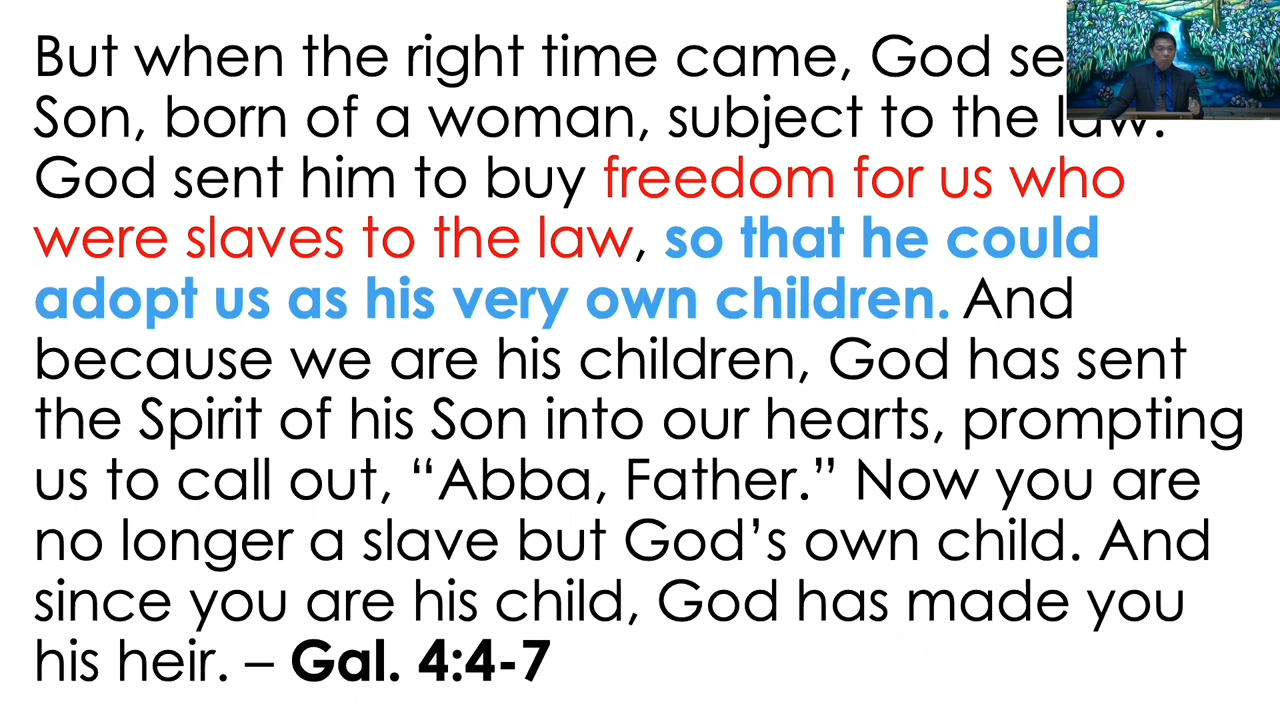 But when the right time came, God se
Son, born of a woman, subject to the law.
God sent him to buy freedom for us who
were slaves to the law, so that he could
adopt us as his very own children. And
because we are his children, God has sent
the Spirit of his Son into our hearts, prompting
us to call out, “Abba, Father.” Now you are
no longer a slave but God’s own child. And
since you are his child, God has made you
his heir. – Gal. 4:4-7